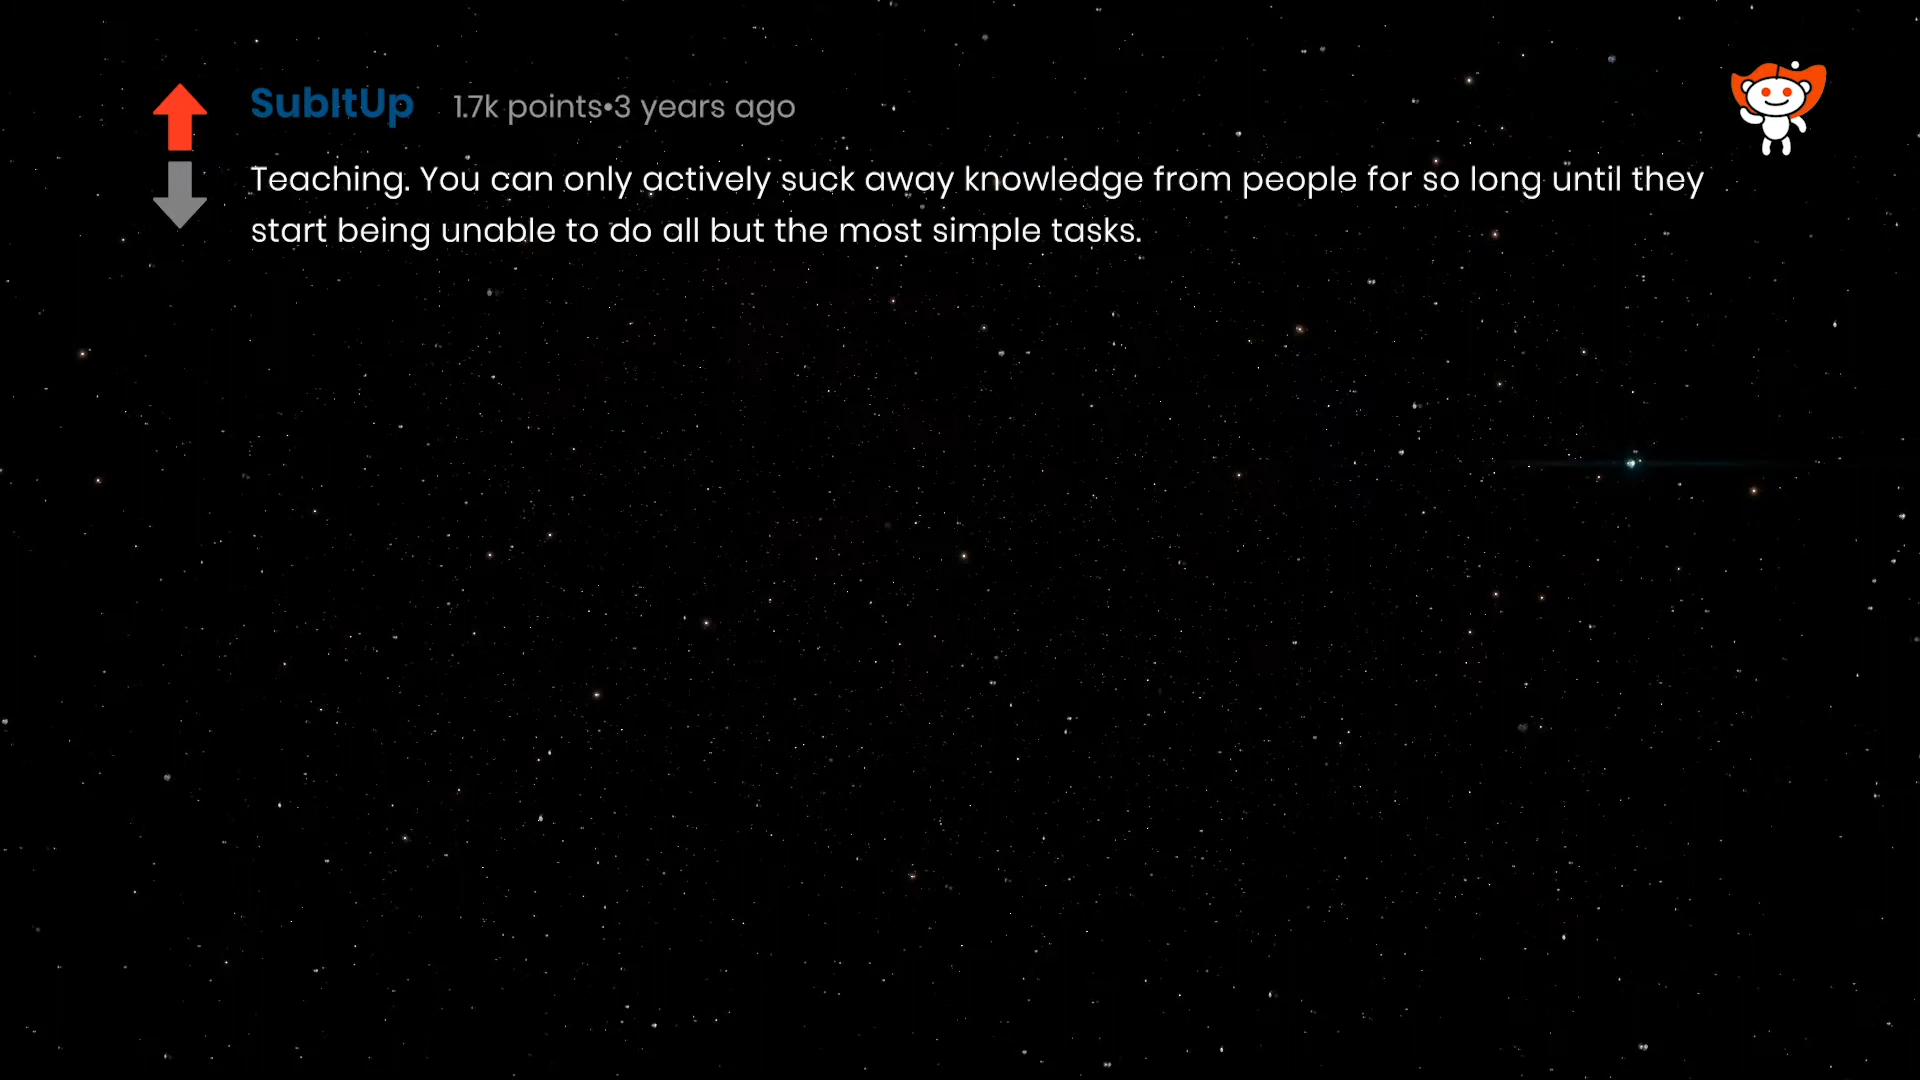 SubItUp 1.7k points•3 years ago
Teaching. You can only actively suck away knowledge from people for so long until they
start being unable to do all but the most simple tasks.